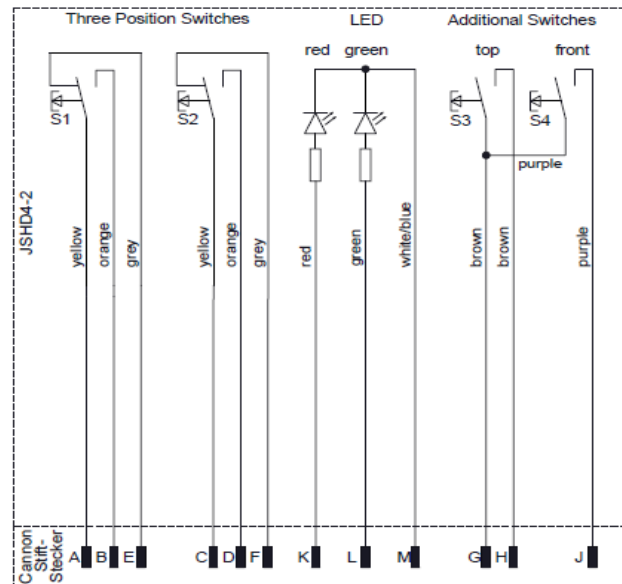 Three Position Switches
LED
Additional Switches
red green
top
front
S1
S2
S3
S4
purple
JSHD4-2
yellow
orange
grey
yellow
orange
grey
red
green
white/blue
brown
brown
purple
Cannon
Stift-
Stecker
A B E C D F K L M G H J